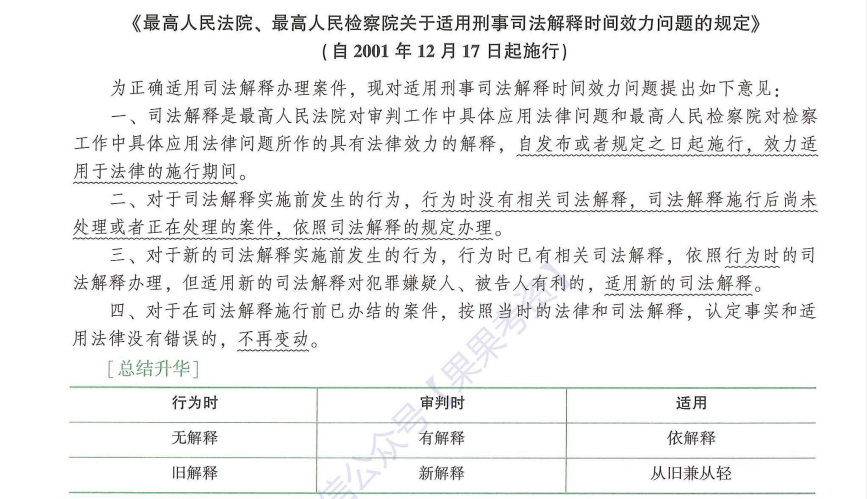 《最高人民法院、最高人民检察院关于适用刑事司法解释时间效力问题的规定》
(自 2001 年 12 月 17 日起施行)
为正确适用司法解释办理案件，现对适用刑事司法解释时间效力问题提出如下意见：
一、司法解释是最高人民法院对审判工作中具体应用法律问题和最高人民检察院对检察
工作中具体应用法律问题所作的具有法律效力的解释，自发布或者规定之日起施行，效力适
用于法律的施行期间。
二、对于司法解释实施前发生的行为，行为时没有相关司法解释，司法解释施行后尚未
处理或者正在处理的案件，依照司法解释的规定办理。
三、对于新的司法解释实施前发生的行为，行为时已有相关司法解释，依照行为时的司
法解释办理，但适用新的司法解释对犯罪嫌疑人、被告人有利的，适用新的司法解释。
四、对于在司法解释施行前已办结的案件，按照当时的法律和司法解释，认定事实和适
用法律没有错误的，不再变动。
[总结升华]
行为时 审判时 适用
无解释 有解释 依解释
旧解释 新解释 从旧兼从轻
信公众号【果果考资】